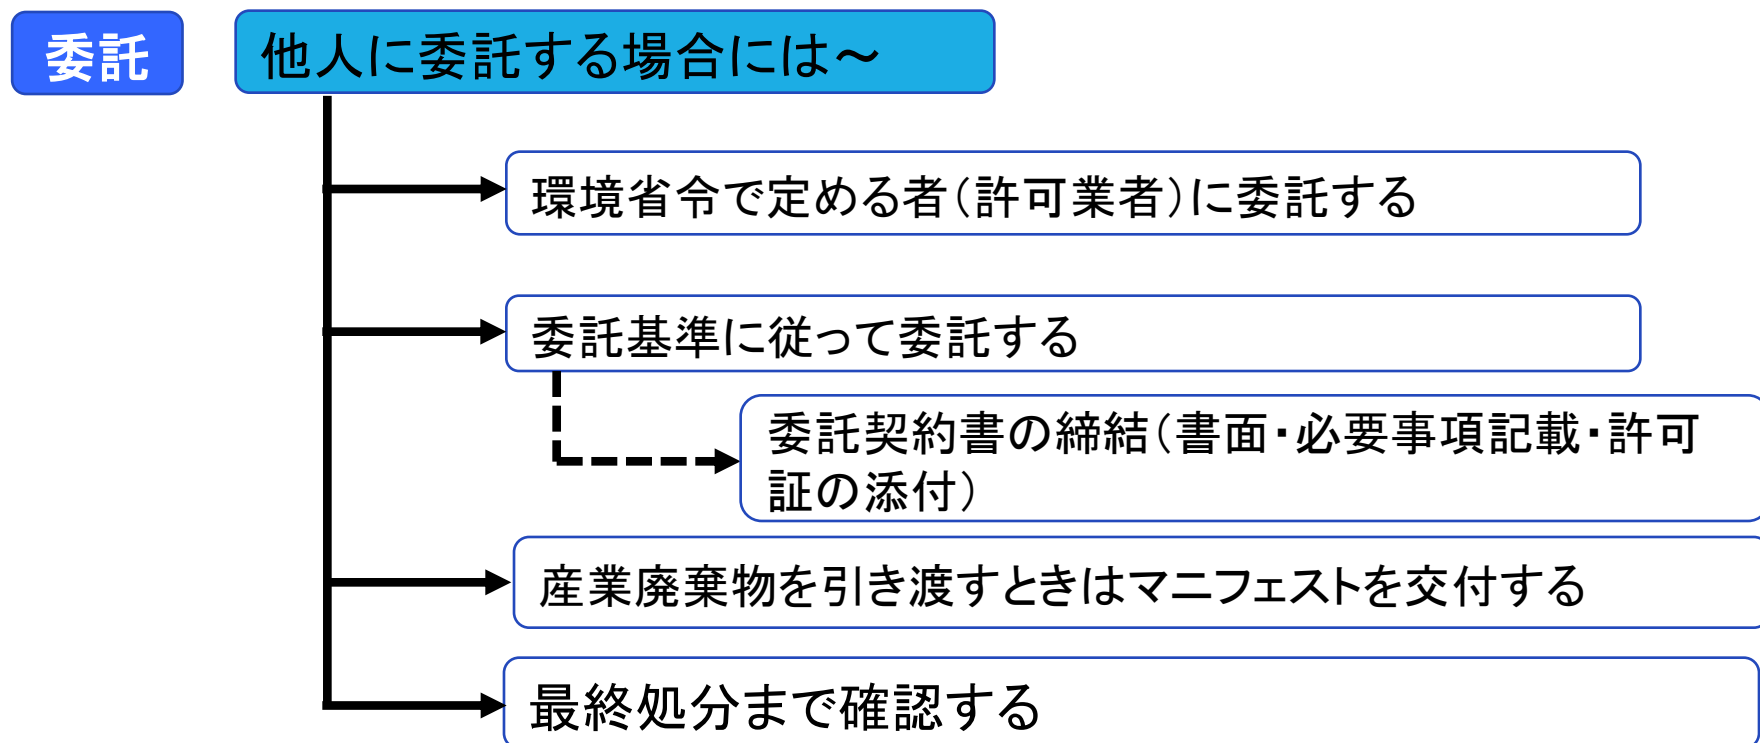 委託
他人に委託する場合には～
環境省令で定める者（許可業者）に委託する
委託基準に従って委託する
委託契約書の締結（書面・必要事項記載・許可
証の添付）
産業廃棄物を引き渡すときはマニフェストを交付する
最終処分まで確認する